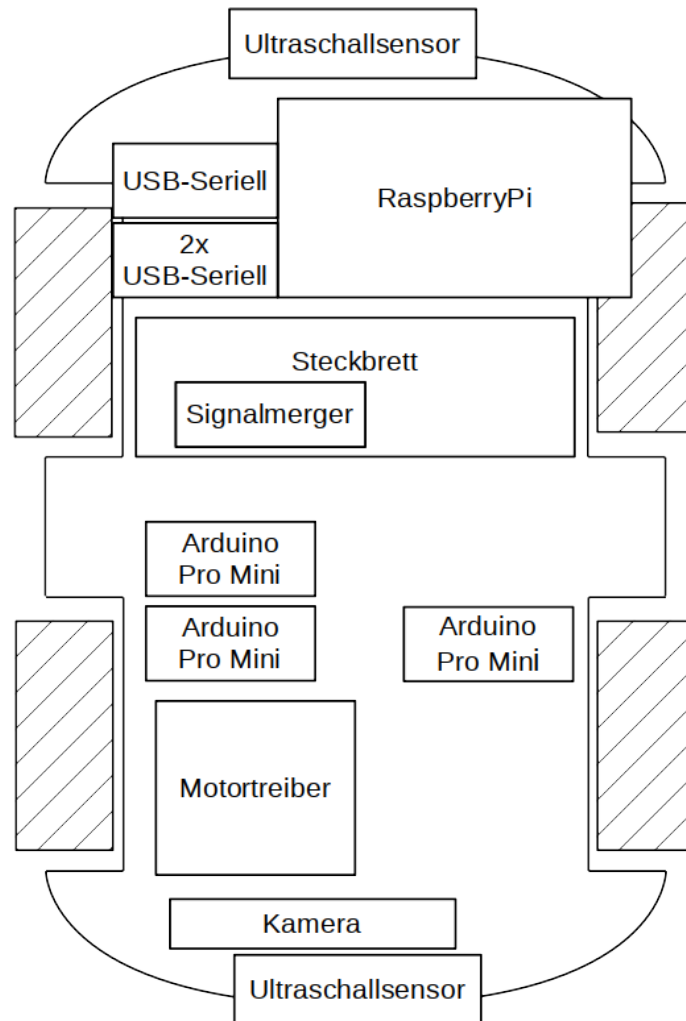 Ultraschallsensor
USB-Seriell
RaspberryPi
2x
USB-Seriell
Steckbrett
Signalmerger
Arduino
Pro Mini
Arduino
Pro Mini
Arduino
Pro Mini
Motortreiber
Kamera
Ultraschallsensor